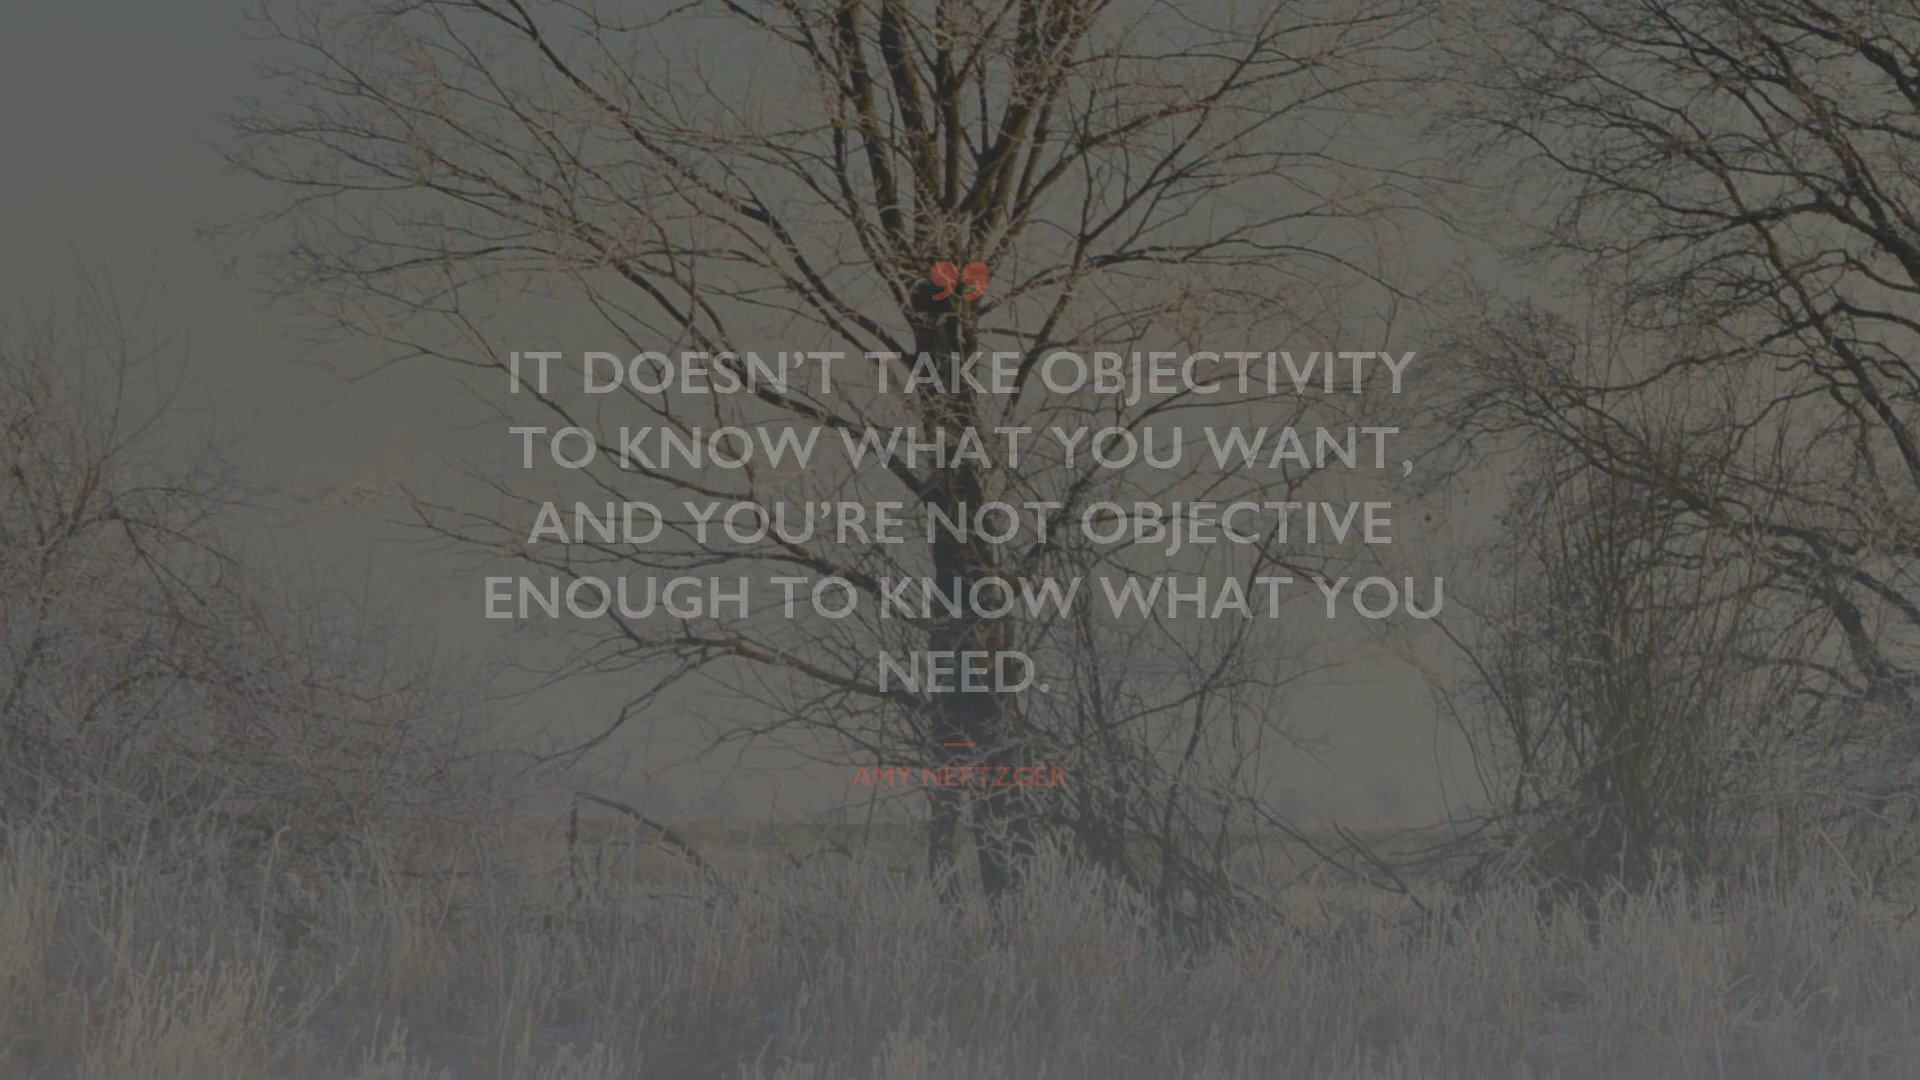 ”
IT DOESN’T TAKE OBJECTIVITY
TO KNOW WHAT YOU WANT,
AND YOU’RE NOT OBJECTIVE
ENOUGH TO KNOW WHAT YOU
NEED.
—
AMY NEFTZGER